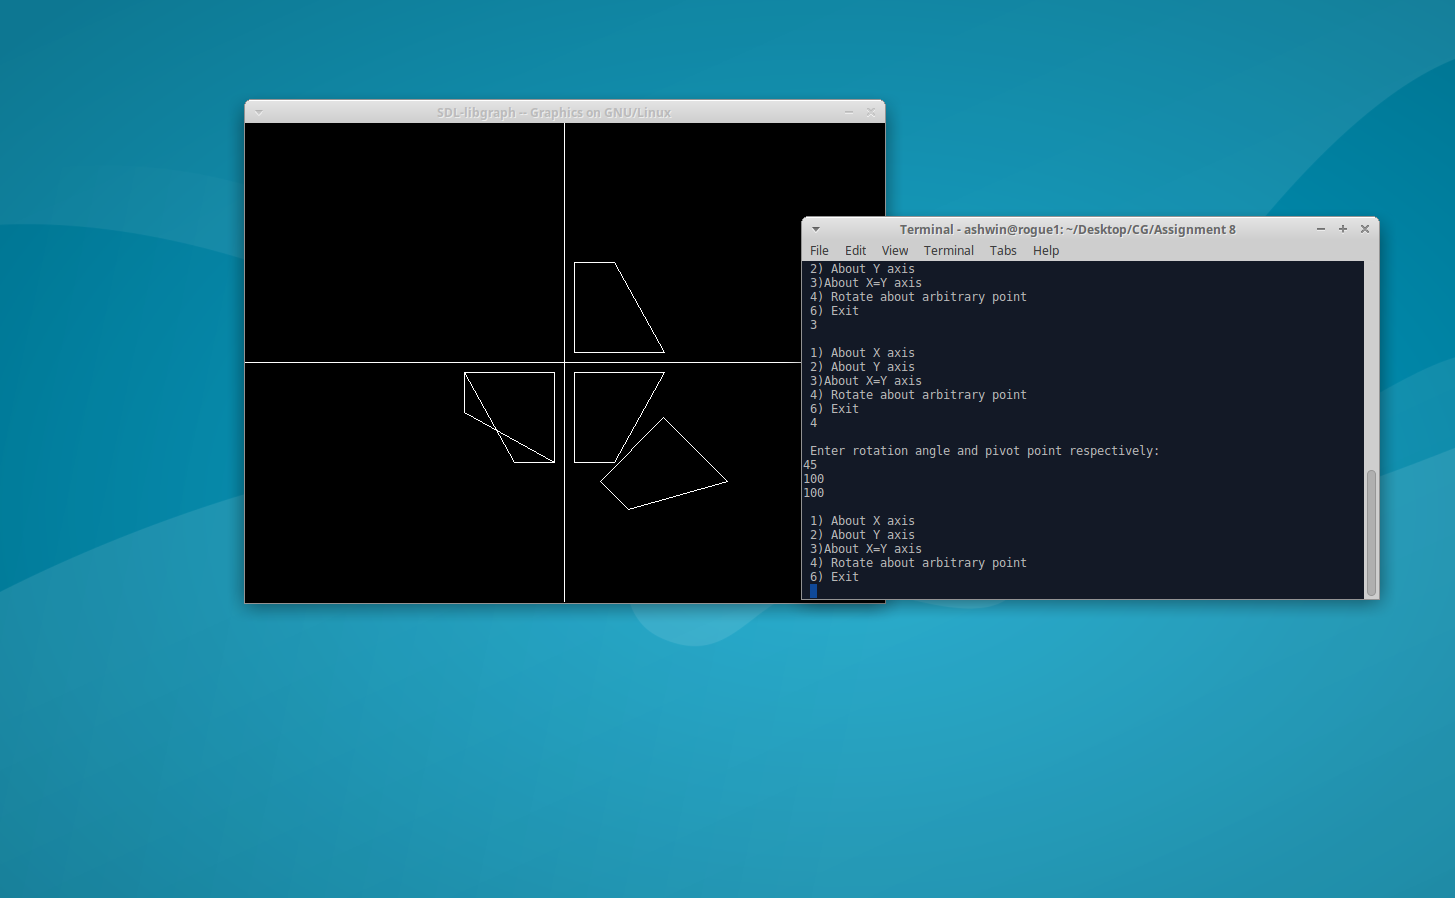 SDL-libgraph -- Graphics on GNU/Linux
Terminal - ashwin@rogue1: ~/Desktop/CG/Assignment 8
File Edit View Terminal Tabs Help
2) About Y axis
3)About X=Y axis
4) Rotate about arbitrary point
6) Exit
3
1) About X axis
2) About Y axis
3)About X=Y axis
4) Rotate about arbitrary point
6) Exit
4
Enter rotation angle and pivot point respectively:
45
100
100
1) About X axis
2) About Y axis
3)About X=Y axis
4) Rotate about arbitrary point
6) Exit